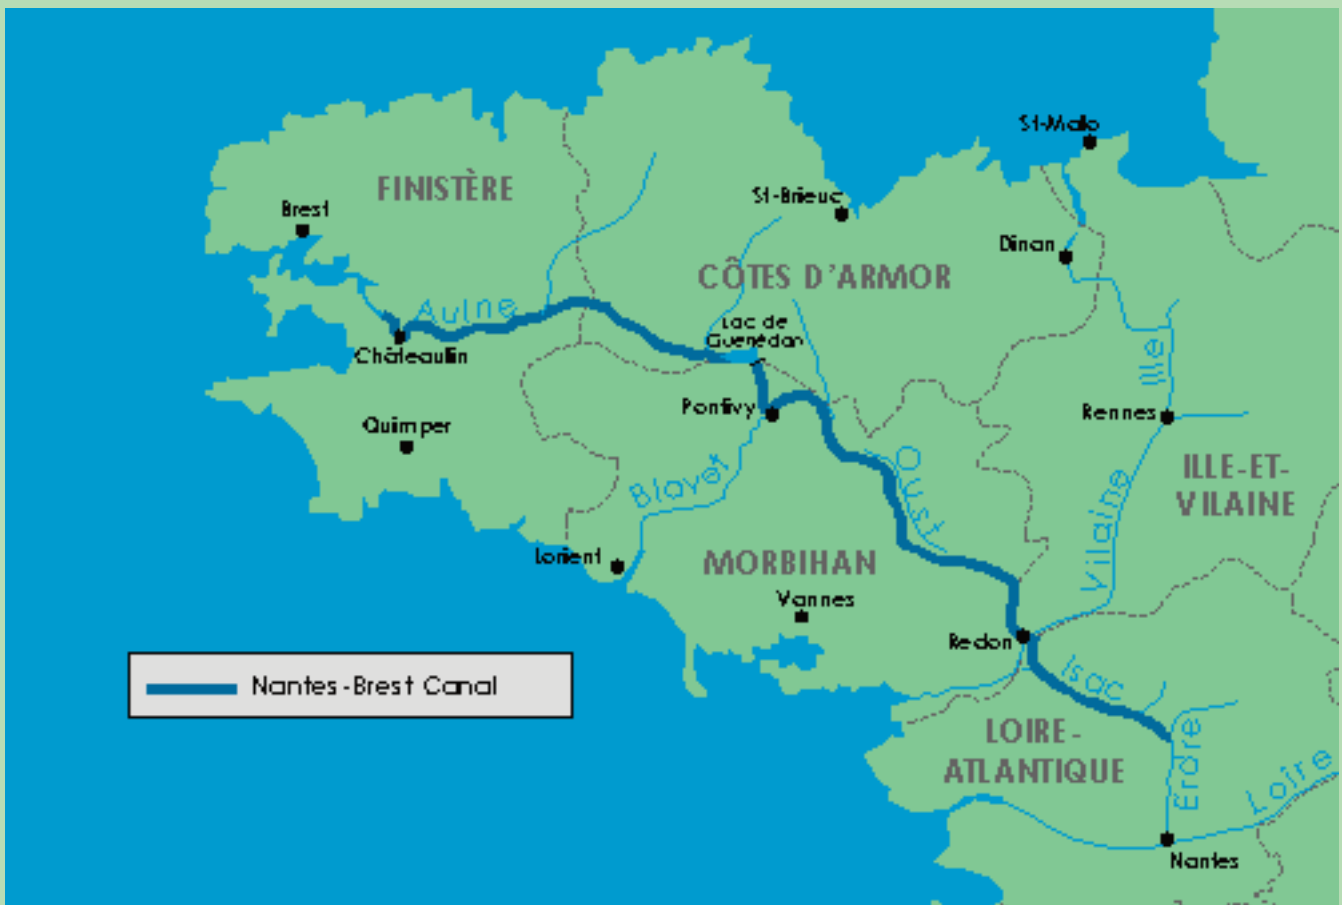 St-Malo
FINISTÈRE
St-Brieuc
Brest
Dinan
CÔTES D'ARMOR
Aulne
Lac de
Guerlédan
Châteaulin
Ille
Pontivy
Rennes
Quimper
Blavet
Oust
ILLE-ET-
VILAINE
Vilaine
Lorient
MORBIHAN
Vannes
Redon
Isac
Nantes-Brest Canal
LOIRE-
ATLANTIQUE
Erdre
Loire
Nantes